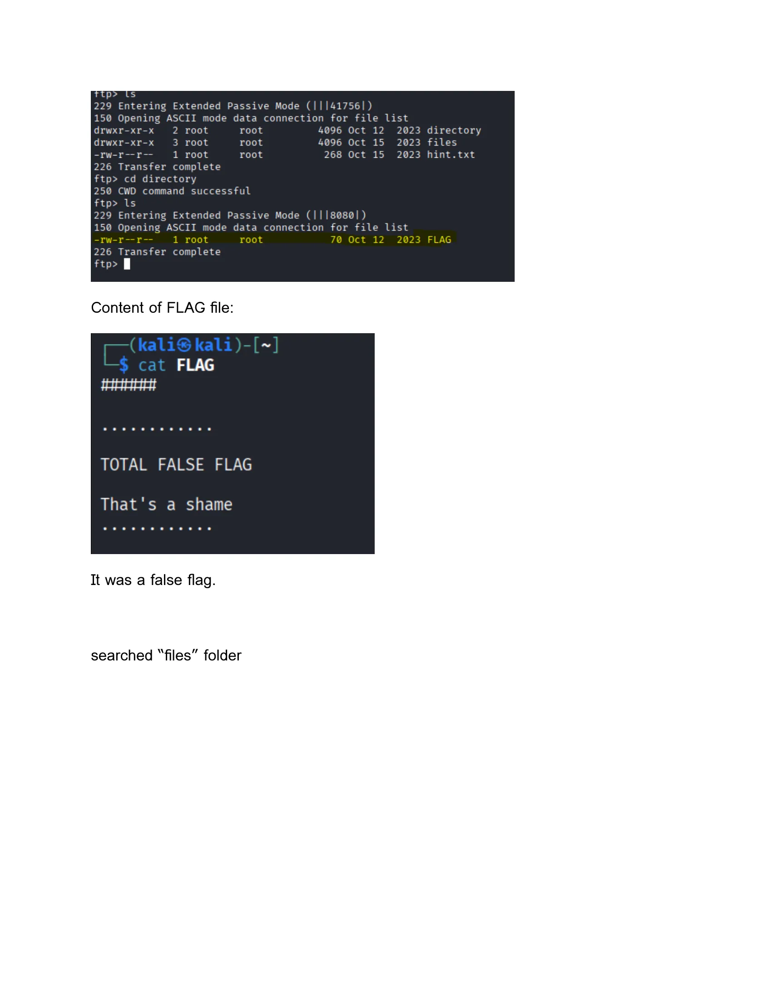 ftp> ls
229 Entering Extended Passive Mode (|||41756|)
150 Opening ASCII mode data connection for file list
drwxr-xr-x   2 root     root         4096 Oct 12  2023 directory
drwxr-xr-x   3 root     root         4096 Oct 15  2023 files
-rw-r--r--   1 root     root          268 Oct 15  2023 hint.txt
226 Transfer complete
ftp> cd directory
250 CWD command successful
ftp> ls
229 Entering Extended Passive Mode (|||8080|)
150 Opening ASCII mode data connection for file list
-rw-r--r--   1 root     root           70 Oct 12  2023 FLAG
226 Transfer complete
ftp>
Content of FLAG file:
┌──(kali㉿kali)-[~]
└─$ cat FLAG
######
............
TOTAL FALSE FLAG
That's a shame
............
It was a false flag.
searched “files” folder